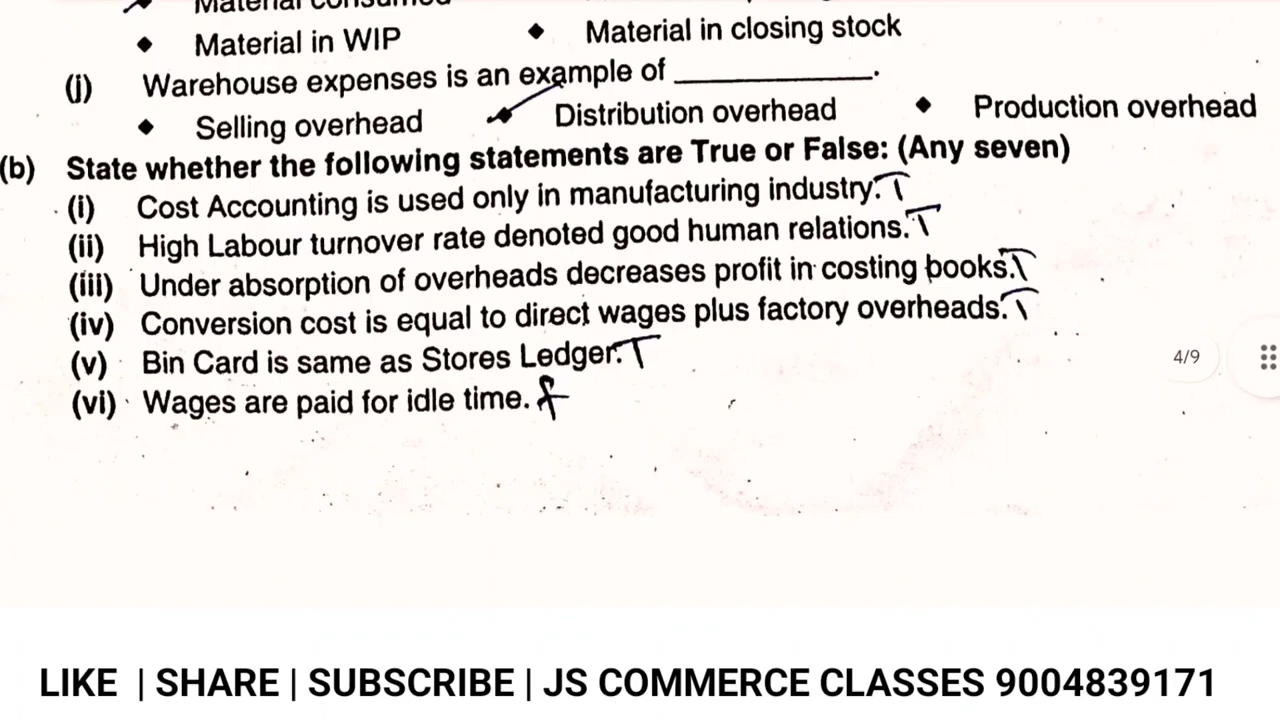 Material consumed
◆ Material in WIP ◆ Material in closing stock
(j) Warehouse expenses is an example of ____________.
◆ Selling overhead ◆ Distribution overhead ◆ Production overhead
(b) State whether the following statements are True or False: (Any seven)
(i) Cost Accounting is used only in manufacturing industry. T
(ii) High Labour turnover rate denoted good human relations. T
(iii) Under absorption of overheads decreases profit in costing books. T
(iv) Conversion cost is equal to direct wages plus factory overheads. T
(v) Bin Card is same as Stores Ledger. T
(vi) Wages are paid for idle time. f
4/9
LIKE | SHARE | SUBSCRIBE | JS COMMERCE CLASSES 9004839171